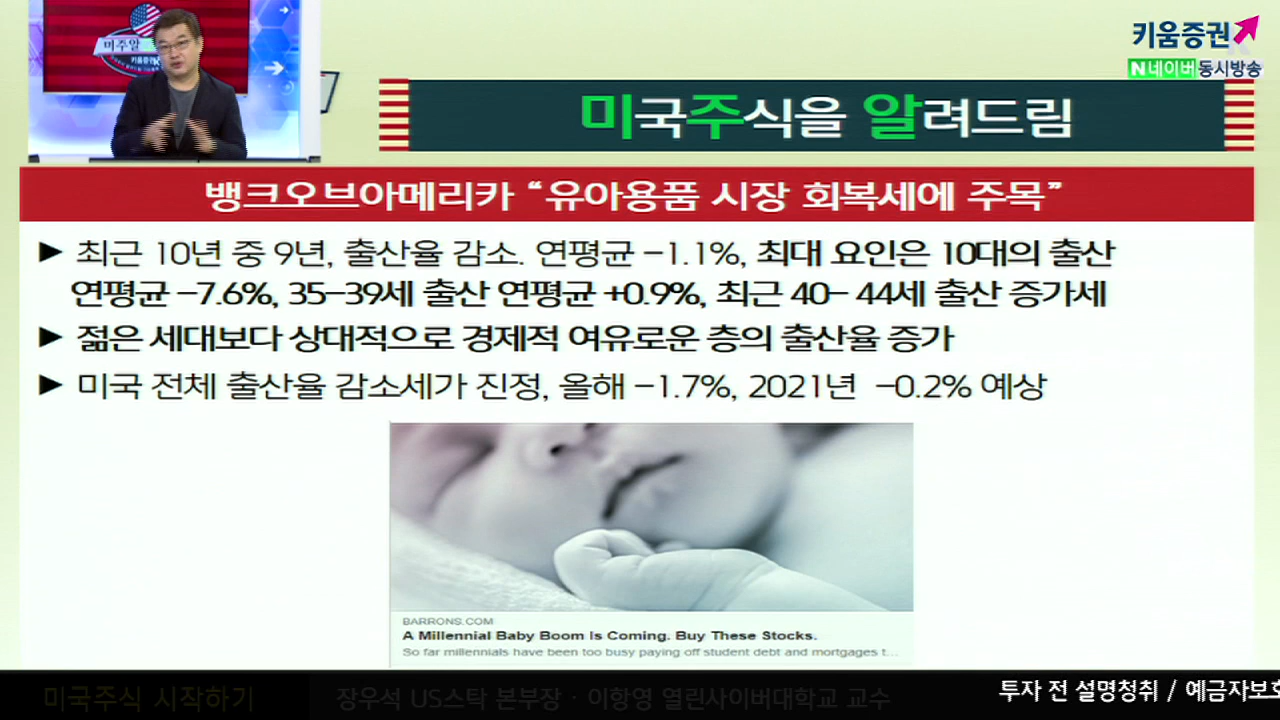 미주알
키움증권
키움증권
N 네이버 동시방송
미국주식을 알려드림
뱅크오브아메리카 “유아용품 시장 회복세에 주목”
▶ 최근 10년 중 9년, 출산율 감소. 연평균 -1.1%, 최대 요인은 10대의 출산
연평균 -7.6%, 35-39세 출산 연평균 +0.9%, 최근 40- 44세 출산 증가세
▶ 젊은 세대보다 상대적으로 경제적 여유로운 층의 출산율 증가
▶ 미국 전체 출산율 감소세가 진정, 올해 -1.7%, 2021년 -0.2% 예상
BARRONS.COM
A Millennial Baby Boom Is Coming. Buy These Stocks.
So far millennials have been too busy paying off student debt and mortgages t...
미국주식 시작하기
장우석 US스탁 본부장 · 이항영 열린사이버대학교 교수
투자 전 설명청취 / 예금자보호